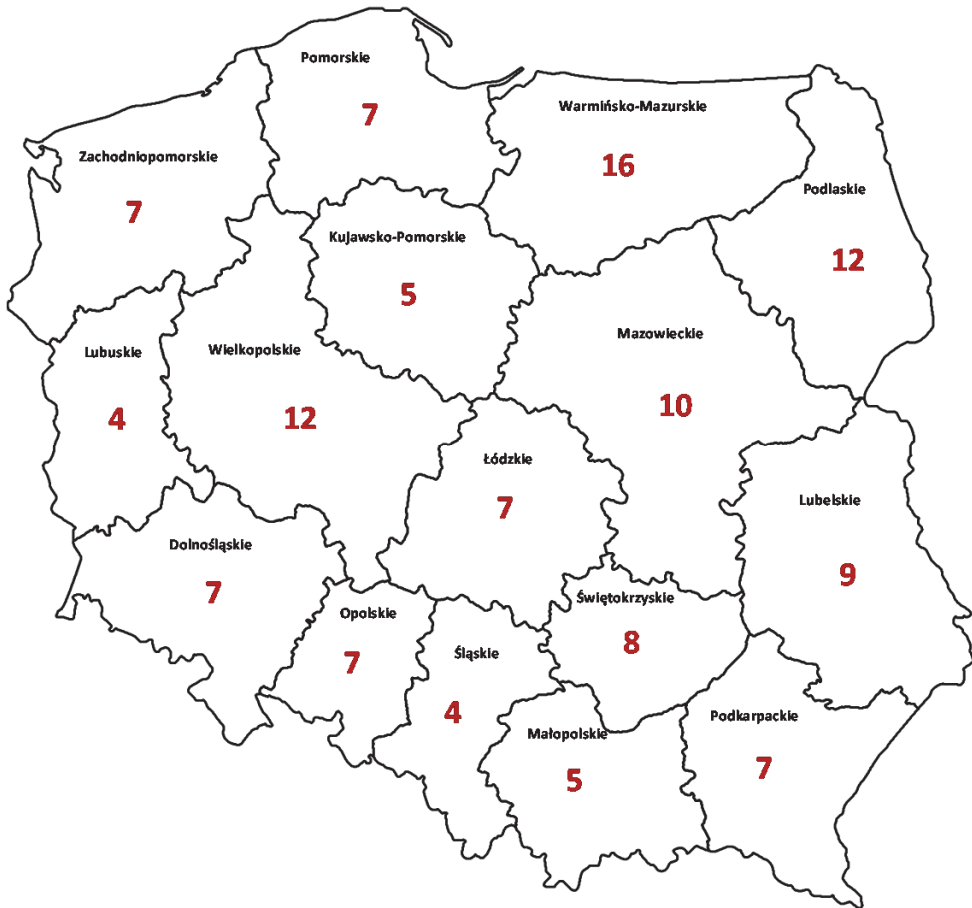 Pomorskie
7
Warmińsko-Mazurskie
16
Zachodniopomorskie
7
Podlaskie
12
Kujawsko-Pomorskie
5
Mazowieckie
10
Lubuskie
4
Wielkopolskie
12
Łódzkie
7
Lubelskie
9
Dolnośląskie
7
Opolskie
7
Świętokrzyskie
8
Śląskie
4
Podkarpackie
7
Małopolskie
5